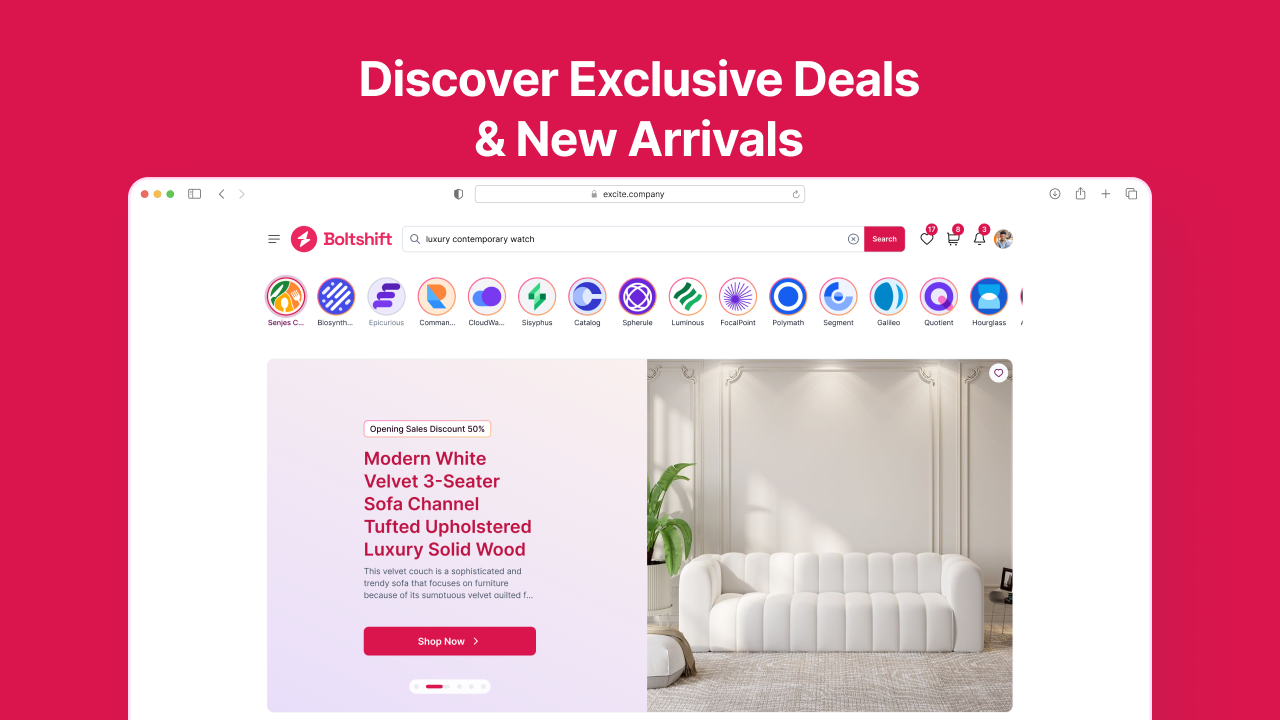 Discover Exclusive Deals
& New Arrivals
excite.company
Boltshift
luxury contemporary watch
Search
17
8
3
Senjes C...
Biosynth...
Epicurious
Comman...
CloudWa...
Sisyphus
Catalog
Spherule
Luminous
FocalPoint
Polymath
Segment
Galileo
Quotient
Hourglass
Opening Sales Discount 50%
Modern White
Velvet 3-Seater
Sofa Channel
Tufted Upholstered
Luxury Solid Wood
This velvet couch is a sophisticated and
trendy sofa that focuses on furniture
because of its sumptuous velvet quilted f...
Shop Now